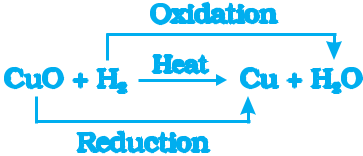 Oxidation
Heat
CuO + H₂ → Cu + H₂O
Reduction